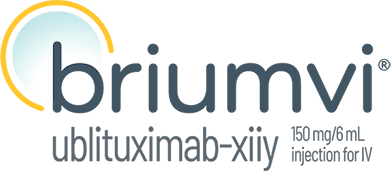 briumvi®
ublituximab-xiiy
150 mg/6 mL
injection for IV